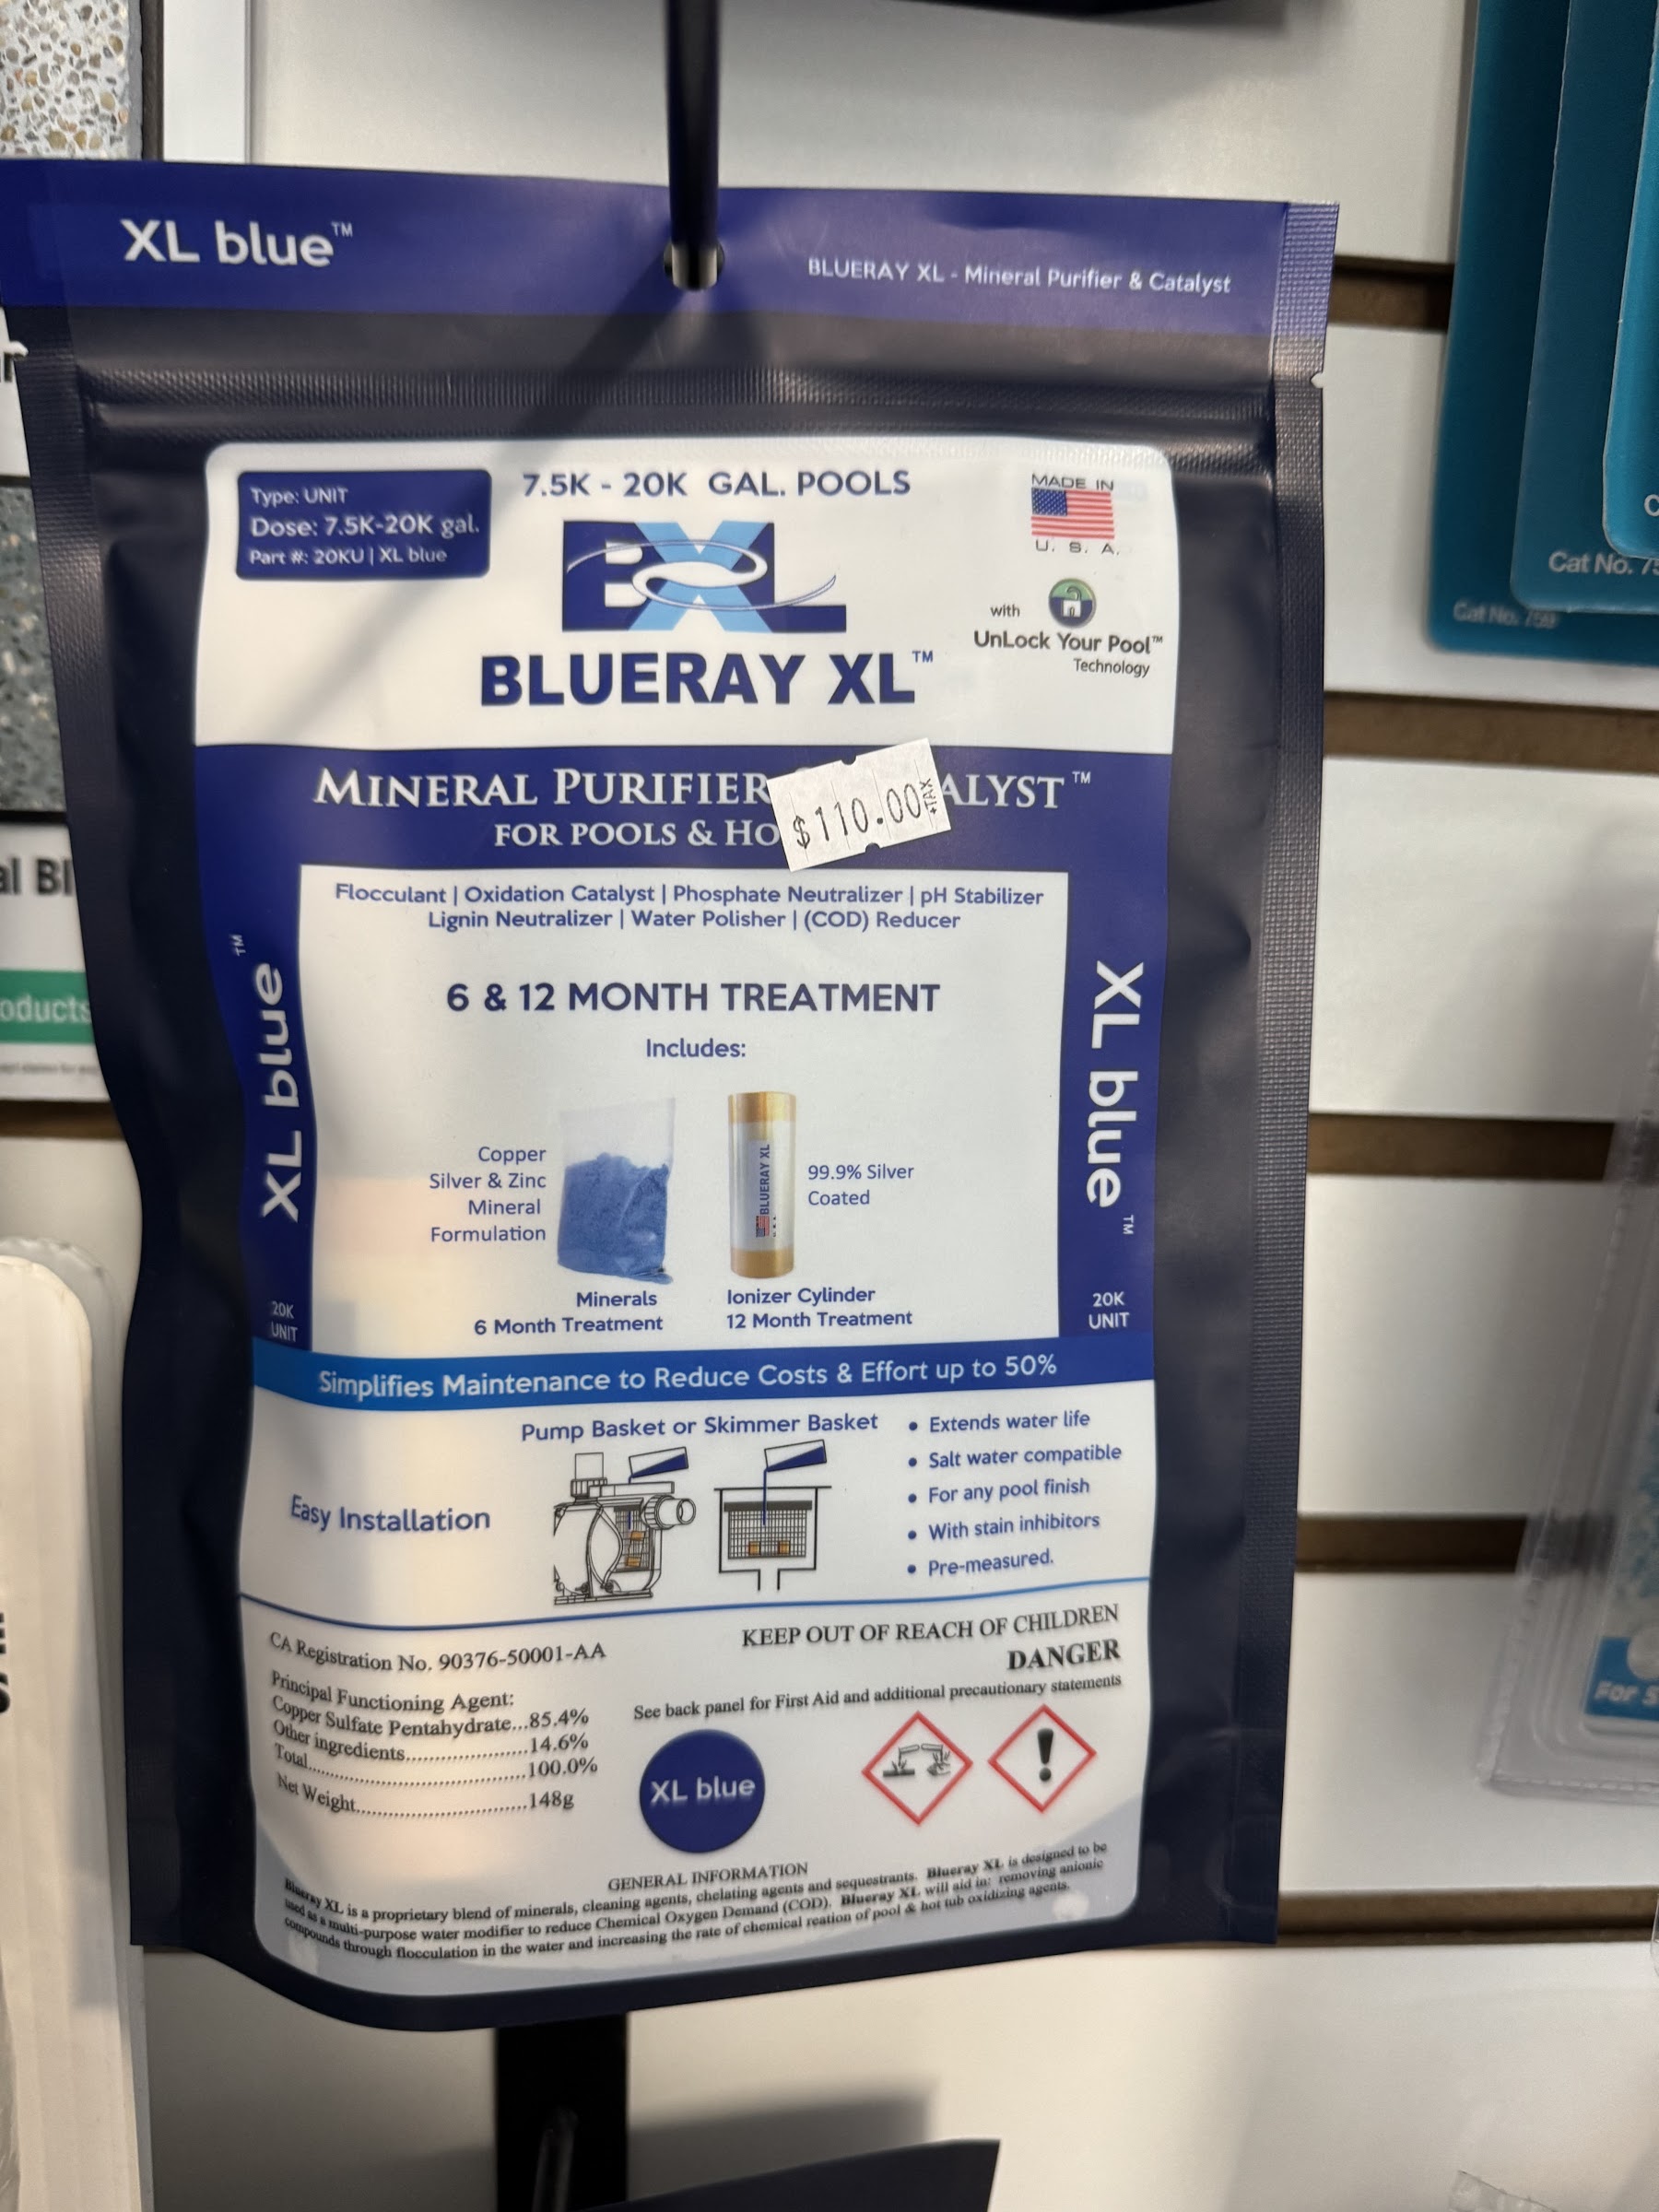 XL blue™
BLUERAY XL - Mineral Purifier & Catalyst
Type: UNIT
Dose: 7.5K-20K gal.
Part #: 20KU | XL blue
7.5K - 20K GAL. POOLS
MADE IN
U. S. A.
BXL
with
UnLock Your Pool™
Technology
BLUERAY XL™
MINERAL PURIFIER ALYST™
FOR POOLS & HO
$110.00
+TAX
Flocculant | Oxidation Catalyst | Phosphate Neutralizer | pH Stabilizer
Lignin Neutralizer | Water Polisher | (COD) Reducer
6 & 12 MONTH TREATMENT
Includes:
Copper
Silver & Zinc
Mineral
Formulation
BLUERAY XL
99.9% Silver
Coated
Minerals
6 Month Treatment
Ionizer Cylinder
12 Month Treatment
XL blue™
20K
UNIT
XL blue™
20K
UNIT
Simplifies Maintenance to Reduce Costs & Effort up to 50%
Easy Installation
Pump Basket or Skimmer Basket
• Extends water life
• Salt water compatible
• For any pool finish
• With stain inhibitors
• Pre-measured.
CA Registration No. 90376-50001-AA
Principal Functioning Agent:
Copper Sulfate Pentahydrate...85.4%
Other ingredients......................14.6%
Total........................................100.0%
Net Weight................................148g
KEEP OUT OF REACH OF CHILDREN
DANGER
See back panel for First Aid and additional precautionary statements
XL blue
GENERAL INFORMATION
Blueray XL is a proprietary blend of minerals, cleaning agents, chelating agents and sequestrants. Blueray XL is designed to be
used as a multi-purpose water modifier to reduce Chemical Oxygen Demand (COD). Blueray XL will aid in: removing anionic
compounds through flocculation in the water and increasing the rate of chemical reation of pool & hot tub oxidizing agents.
al Bl
oducts
Cat No. 75
Cat No. 759
For S